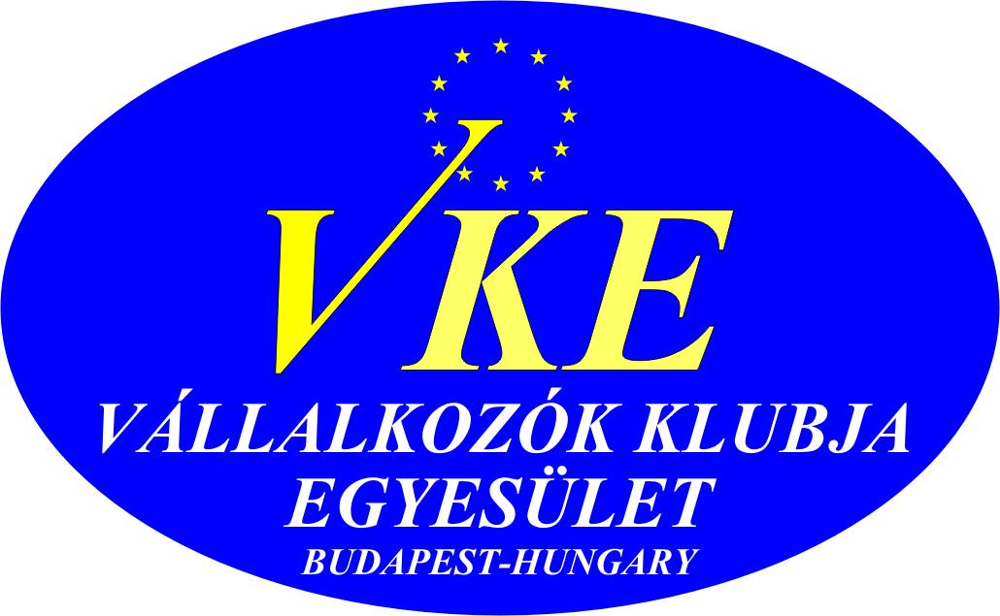 VKE
VÁLLALKOZÓK KLUBJA
EGYESÜLET
BUDAPEST-HUNGARY